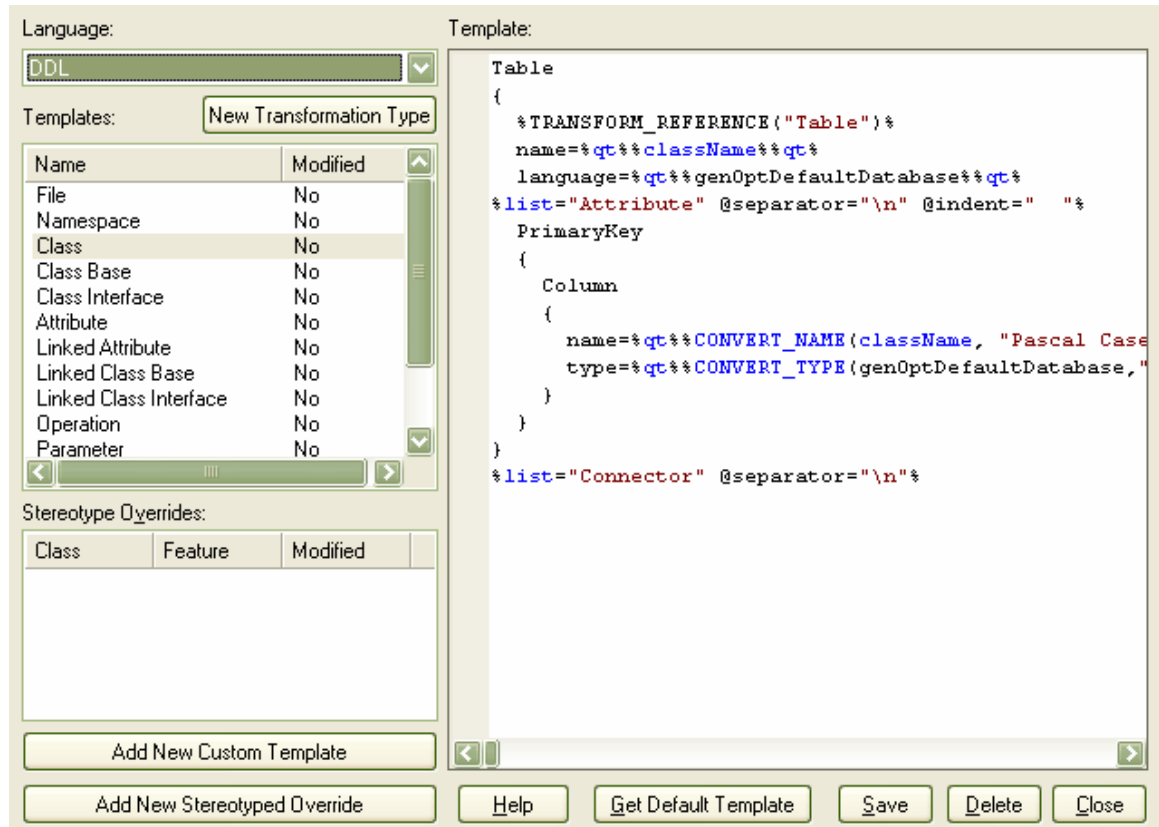 Language:
DDL
Templates:
New Transformation Type
Name Modified
File No
Namespace No
Class No
Class Base No
Class Interface No
Attribute No
Linked Attribute No
Linked Class Base No
Linked Class Interface No
Operation No
Parameter No
Stereotype Overrides:
Class Feature Modified
Add New Custom Template
Add New Stereotyped Override
Template:
Table
{
  %TRANSFORM_REFERENCE("Table")%
  name=%qt%%className%%qt%
  language=%qt%%genOptDefaultDatabase%%qt%
%list="Attribute" @separator="\n" @indent="  "%
  PrimaryKey
  {
    Column
    {
      name=%qt%%CONVERT_NAME(className, "Pascal Case
      type=%qt%%CONVERT_TYPE(genOptDefaultDatabase,"
    }
  }
}
%list="Connector" @separator="\n"%
Help
Get Default Template
Save
Delete
Close